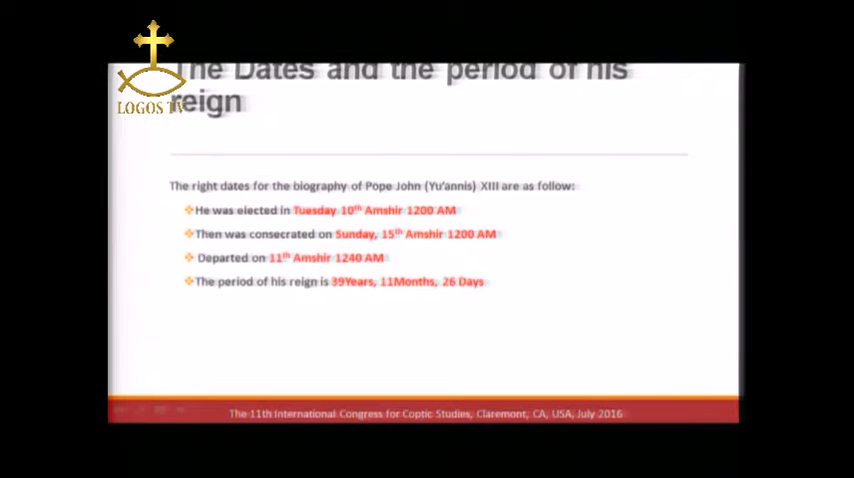 LOGOS TV
The Dates and the period of his
reign
The right dates for the biography of Pope John (Yu'annis) XIII are as follow:
He was elected in Tuesday 10th Amshir 1200 AM
Then was consecrated on Sunday, 15th Amshir 1200 AM
Departed on 11th Amshir 1240 AM
The period of his reign is 39Years, 11Months, 26 Days
The 11th International Congress for Coptic Studies, Claremont, CA, USA, July 2016